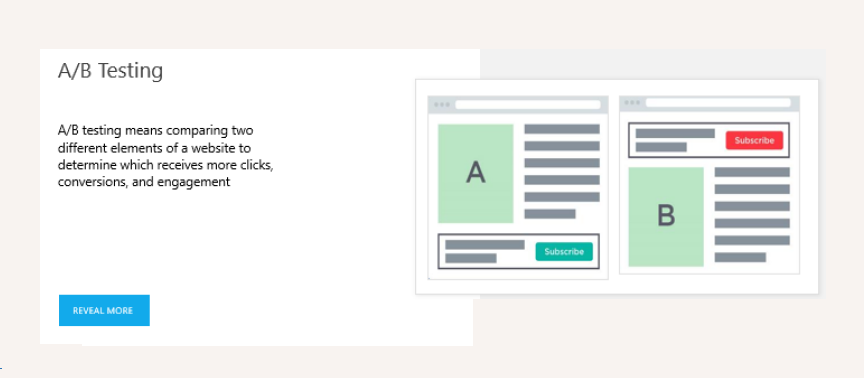 A/B Testing
A/B testing means comparing two
different elements of a website to
determine which receives more clicks,
conversions, and engagement
REVEAL MORE
A
Subscribe
Subscribe
B